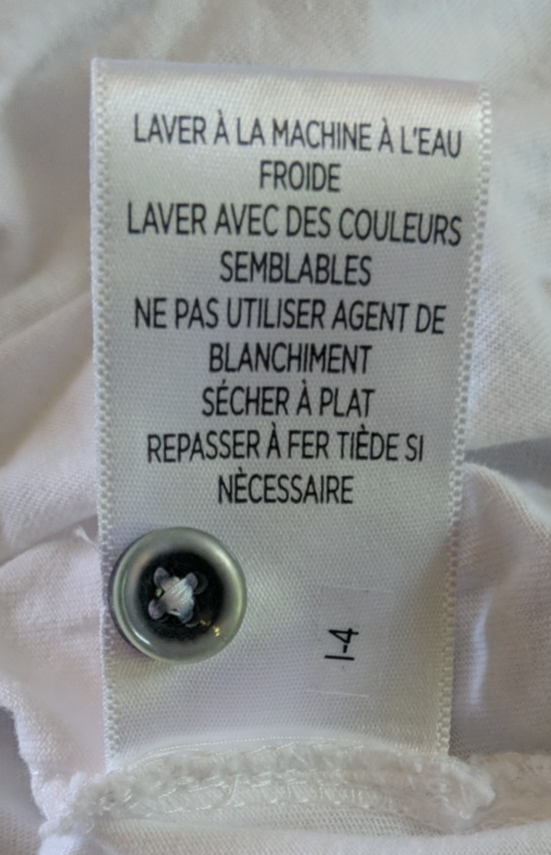 LAVER À LA MACHINE À L'EAU
FROIDE
LAVER AVEC DES COULEURS
SEMBLABLES
NE PAS UTILISER AGENT DE
BLANCHIMENT
SÉCHER À PLAT
REPASSER À FER TIÈDE SI
NÈCESSAIRE
I-4